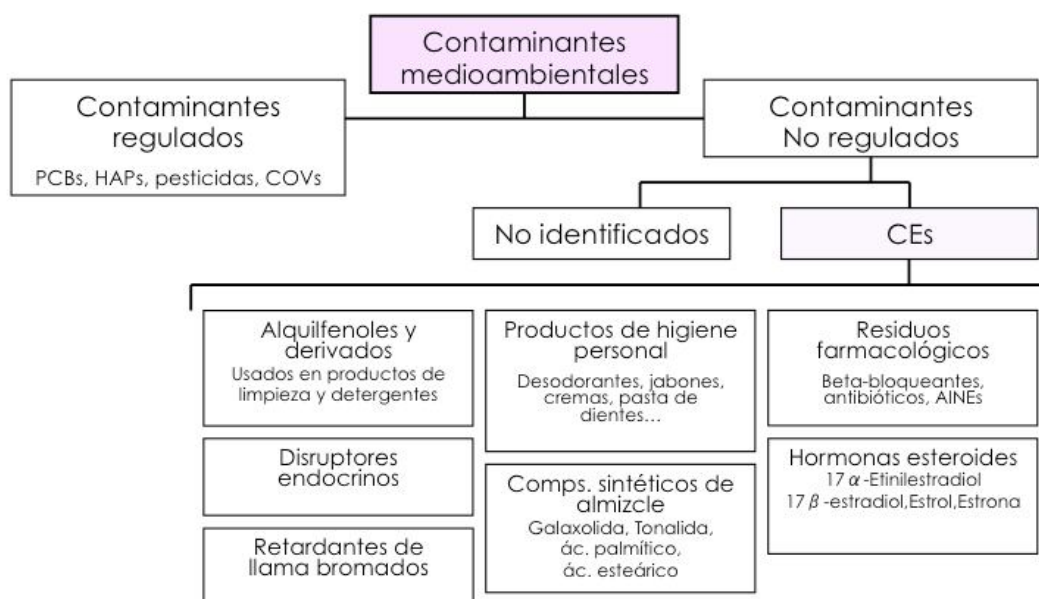 Contaminantes
medioambientales
Contaminantes
regulados
PCBs, HAPs, pesticidas, COVs
Contaminantes
No regulados
No identificados
CEs
Alquilfenoles y
derivados
Usados en productos de
limpieza y detergentes
Productos de higiene
personal
Desodorantes, jabones,
cremas, pasta de
dientes...
Residuos
farmacológicos
Beta-bloqueantes,
antibióticos, AINEs
Disruptores
endocrinos
Comps. sintéticos de
almizcle
Galaxolida, Tonalida,
ác. palmítico,
ác. esteárico
Hormonas esteroides
17α-Etinilestradiol
17β-estradiol,Estrol,Estrona
Retardantes de
llama bromados